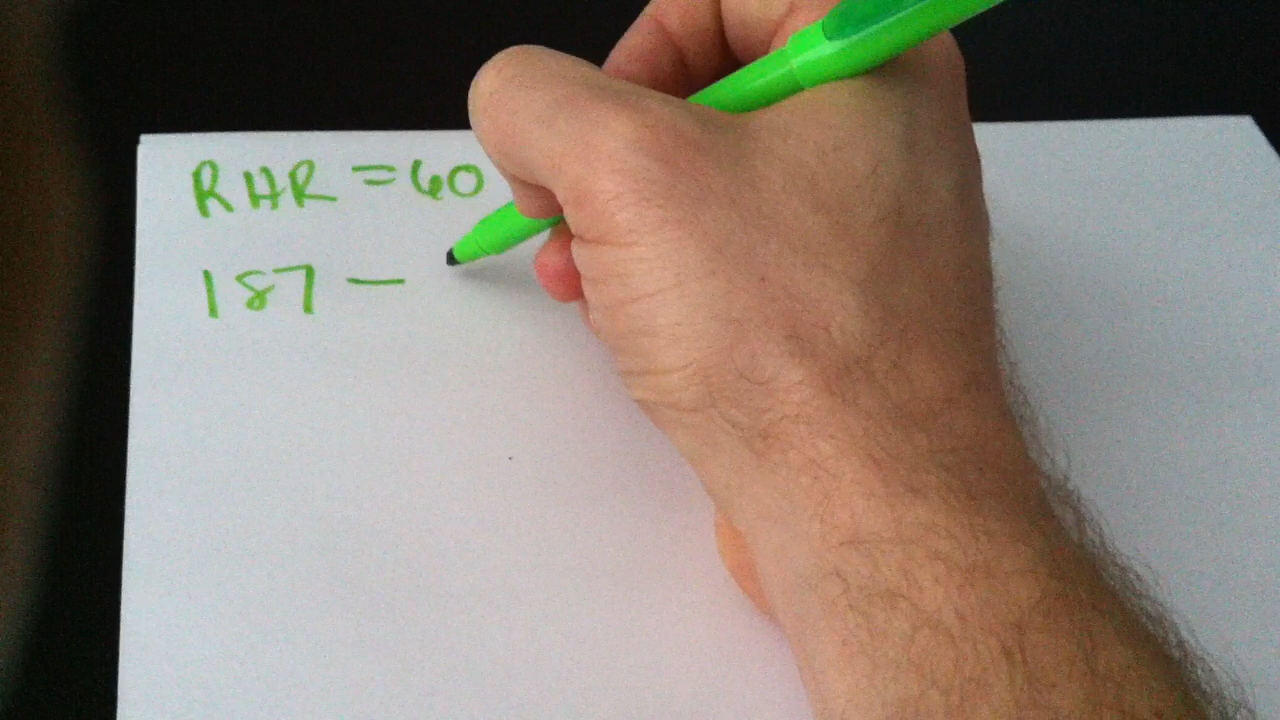 RHR = 60
187 –